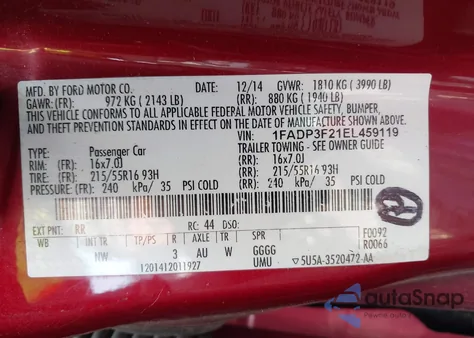 MFD. BY FORD MOTOR CO. DATE: 12/14 GVWR: 1810 KG ( 3990 LB)
GAWR: (FR) 972 KG ( 2143 LB) (RR) 880 KG ( 1940 LB)
THIS VEHICLE CONFORMS TO ALL APPLICABLE FEDERAL MOTOR VEHICLE SAFETY, BUMPER,
AND THEFT PREVENTION STANDARDS IN EFFECT ON THE DATE OF MANUFACTURE SHOWN ABOVE.
VIN: 1FADP3F21EL459119
TYPE: Passenger Car TRAILER TOWING - SEE OWNER GUIDE
RIM: (FR) 16x7.0J (RR) 16x7.0J
TIRE: (FR) 215/55R16 93H (RR) 215/55R16 93H
PRESSURE: (FR) 240 kPa/ 35 PSI COLD (RR) 240 kPa/ 35 PSI COLD
EXT PNT: RR RC: 44 DSO: F0092
WB INT TR TP/PS R AXLE TR SPR R0066
NW 3 AU W GGGG
1201412011927 UMU 5U5A-3520472-AA
AutoSnap